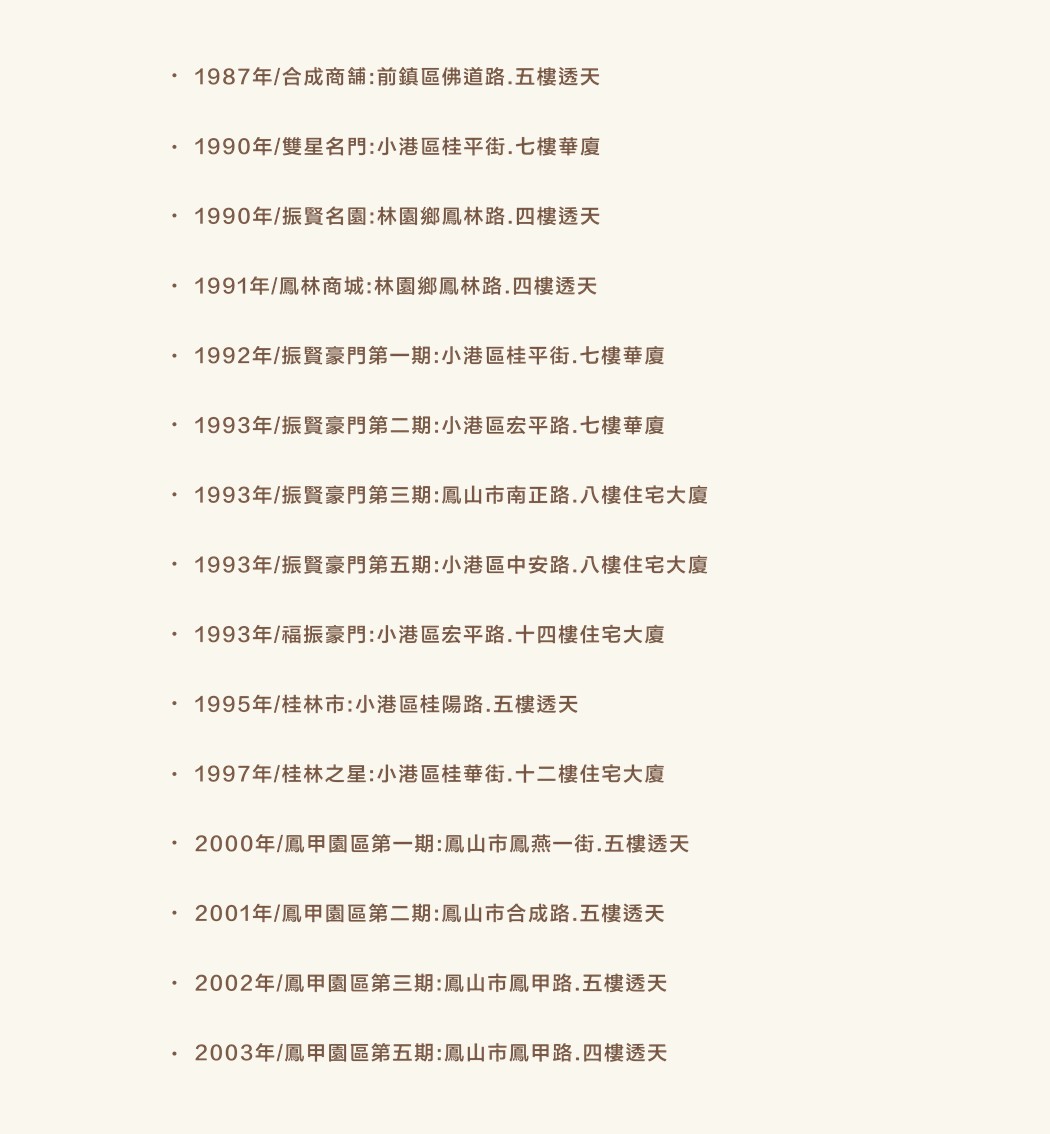 · 1987年/合成商舖:前鎮區佛道路.五樓透天
· 1990年/雙星名門:小港區桂平街.七樓華廈
· 1990年/振賢名園:林園鄉鳳林路.四樓透天
· 1991年/鳳林商城:林園鄉鳳林路.四樓透天
· 1992年/振賢豪門第一期:小港區桂平街.七樓華廈
· 1993年/振賢豪門第二期:小港區宏平路.七樓華廈
· 1993年/振賢豪門第三期:鳳山市南正路.八樓住宅大廈
· 1993年/振賢豪門第五期:小港區中安路.八樓住宅大廈
· 1993年/福振豪門:小港區宏平路.十四樓住宅大廈
· 1995年/桂林市:小港區桂陽路.五樓透天
· 1997年/桂林之星:小港區桂華街.十二樓住宅大廈
· 2000年/鳳甲園區第一期:鳳山市鳳燕一街.五樓透天
· 2001年/鳳甲園區第二期:鳳山市合成路.五樓透天
· 2002年/鳳甲園區第三期:鳳山市鳳甲路.五樓透天
· 2003年/鳳甲園區第五期:鳳山市鳳甲路.四樓透天